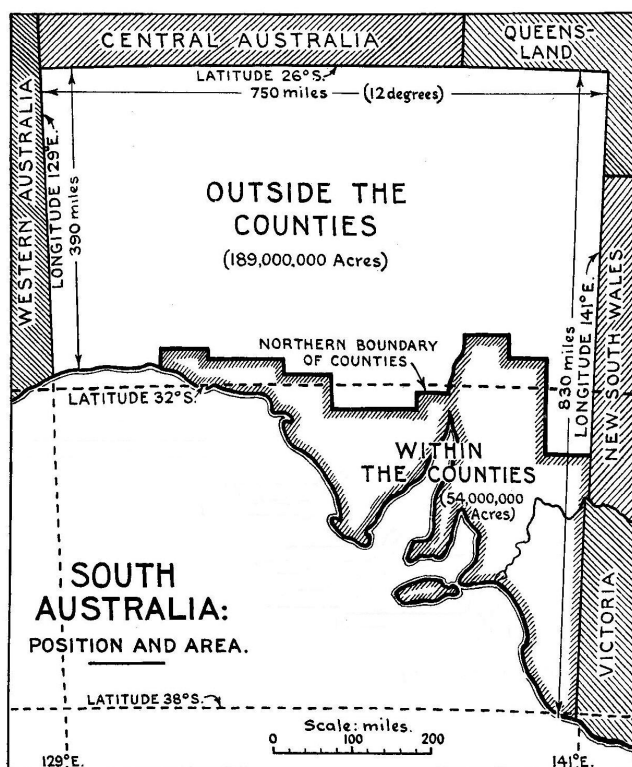 CENTRAL AUSTRALIA
QUEENS-
LAND
LATITUDE 26°S.
750 miles (12 degrees)
WESTERN AUSTRALIA
LONGITUDE 129°E.
390 miles
OUTSIDE THE
COUNTIES
(189,000,000 Acres)
NORTHERN BOUNDARY
OF COUNTIES
830 miles
LONGITUDE 141°E.
NEW SOUTH WALES
LATITUDE 32°S.
WITHIN
THE COUNTIES
(54,000,000
Acres)
SOUTH
AUSTRALIA:
POSITION AND AREA.
VICTORIA
LATITUDE 38°S.
Scale: miles.
0 100 200
129°E.
141°E.